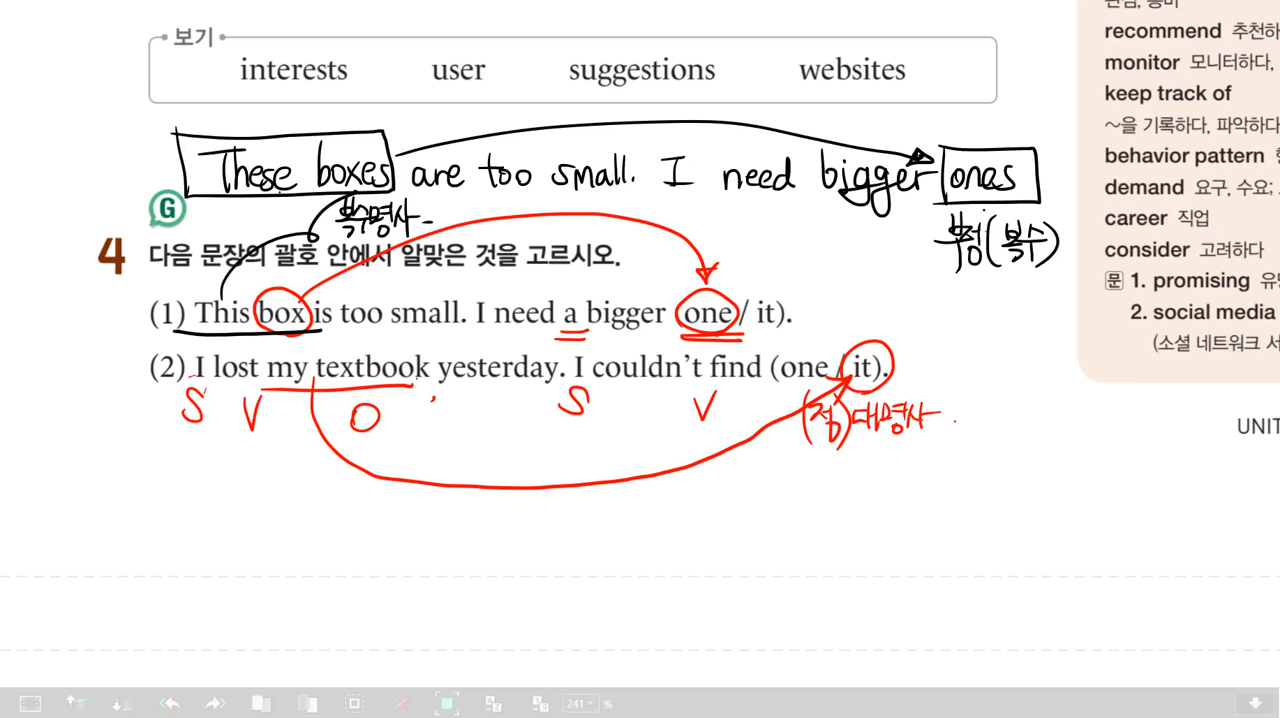 보기
interests user suggestions websites
These boxes are too small. I need bigger ones
복수명사
부정(복수)
G
4 다음 문장의 괄호 안에서 알맞은 것을 고르시오.
(1) This box is too small. I need a bigger (one / it).
(2) I lost my textbook yesterday. I couldn't find (one / it).
S V O S V
대명사
recommend 추천하
monitor 모니터하다,
keep track of
～을 기록하다, 파악하다
behavior pattern
demand 요구, 수요;
career 직업
consider 고려하다
문 1. promising 유망
2. social media
(소셜 네트워크 서
UNIT
241 %